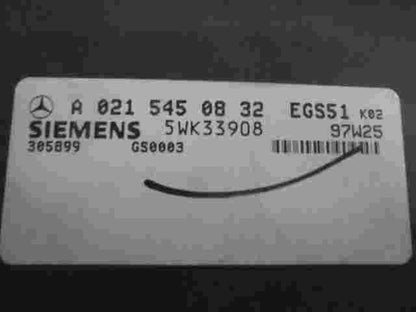 A 021 545 08 32 EGS51 K02
SIEMENS 5WK33908 97W25
305899 GS0003